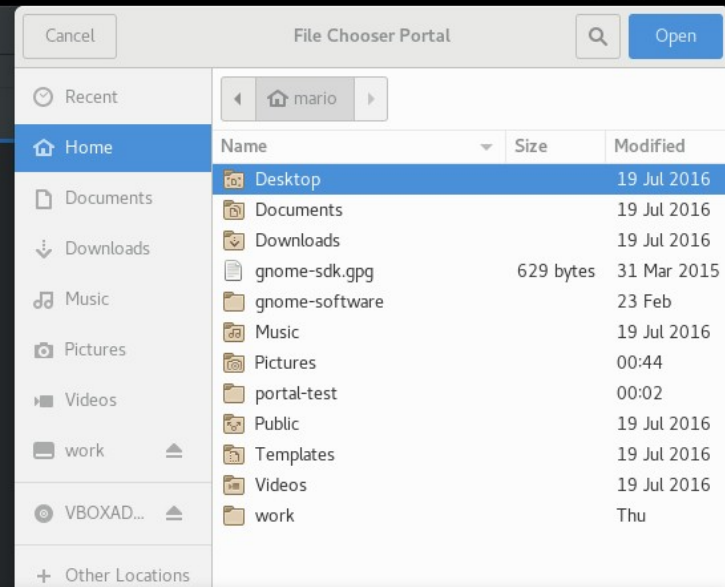 Cancel File Chooser Portal Open
Recent
Home
Documents
Downloads
Music
Pictures
Videos
work
VBOXAD...
+ Other Locations
mario
Name Size Modified
Desktop 19 Jul 2016
Documents 19 Jul 2016
Downloads 19 Jul 2016
gnome-sdk.gpg 629 bytes 31 Mar 2015
gnome-software 23 Feb
Music 19 Jul 2016
Pictures 00:44
portal-test 00:02
Public 19 Jul 2016
Templates 19 Jul 2016
Videos 19 Jul 2016
work Thu